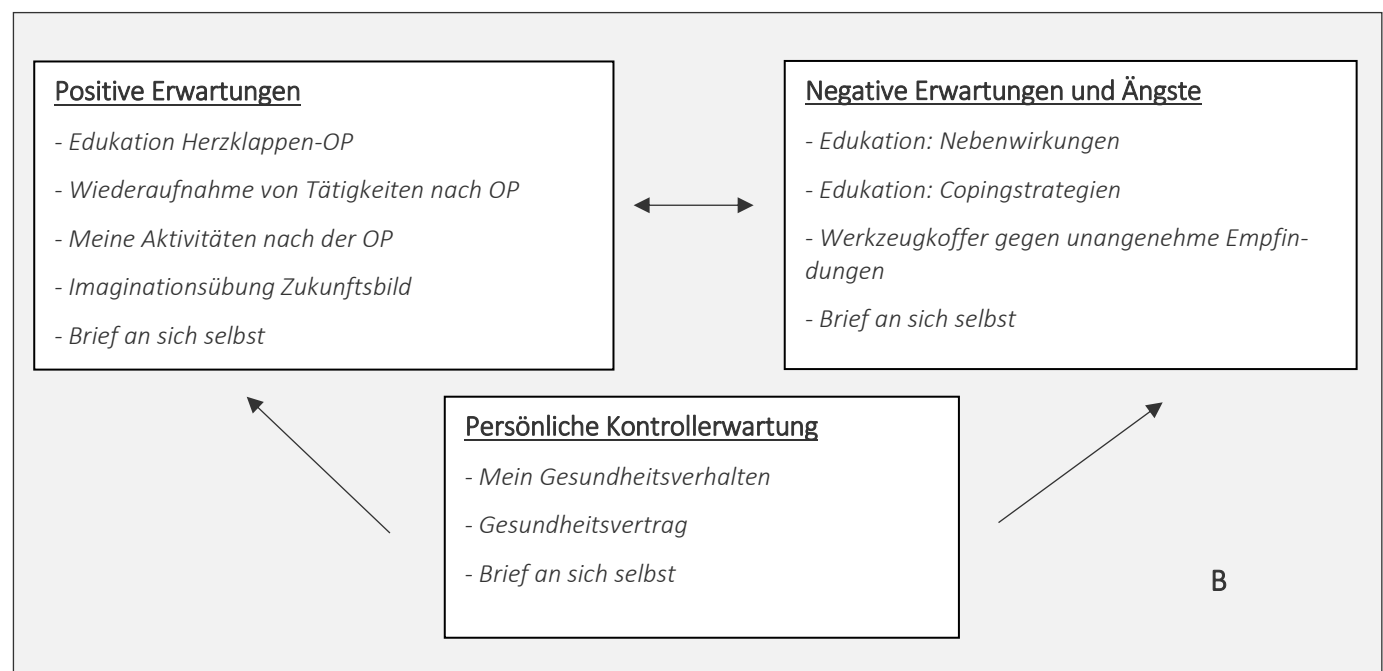 Positive Erwartungen
- Edukation Herzklappen-OP
- Wiederaufnahme von Tätigkeiten nach OP
- Meine Aktivitäten nach der OP
- Imaginationsübung Zukunftsbild
- Brief an sich selbst
Negative Erwartungen und Ängste
- Edukation: Nebenwirkungen
- Edukation: Copingstrategien
- Werkzeugkoffer gegen unangenehme Empfin-
dungen
- Brief an sich selbst
Persönliche Kontrollerwartung
- Mein Gesundheitsverhalten
- Gesundheitsvertrag
- Brief an sich selbst
B